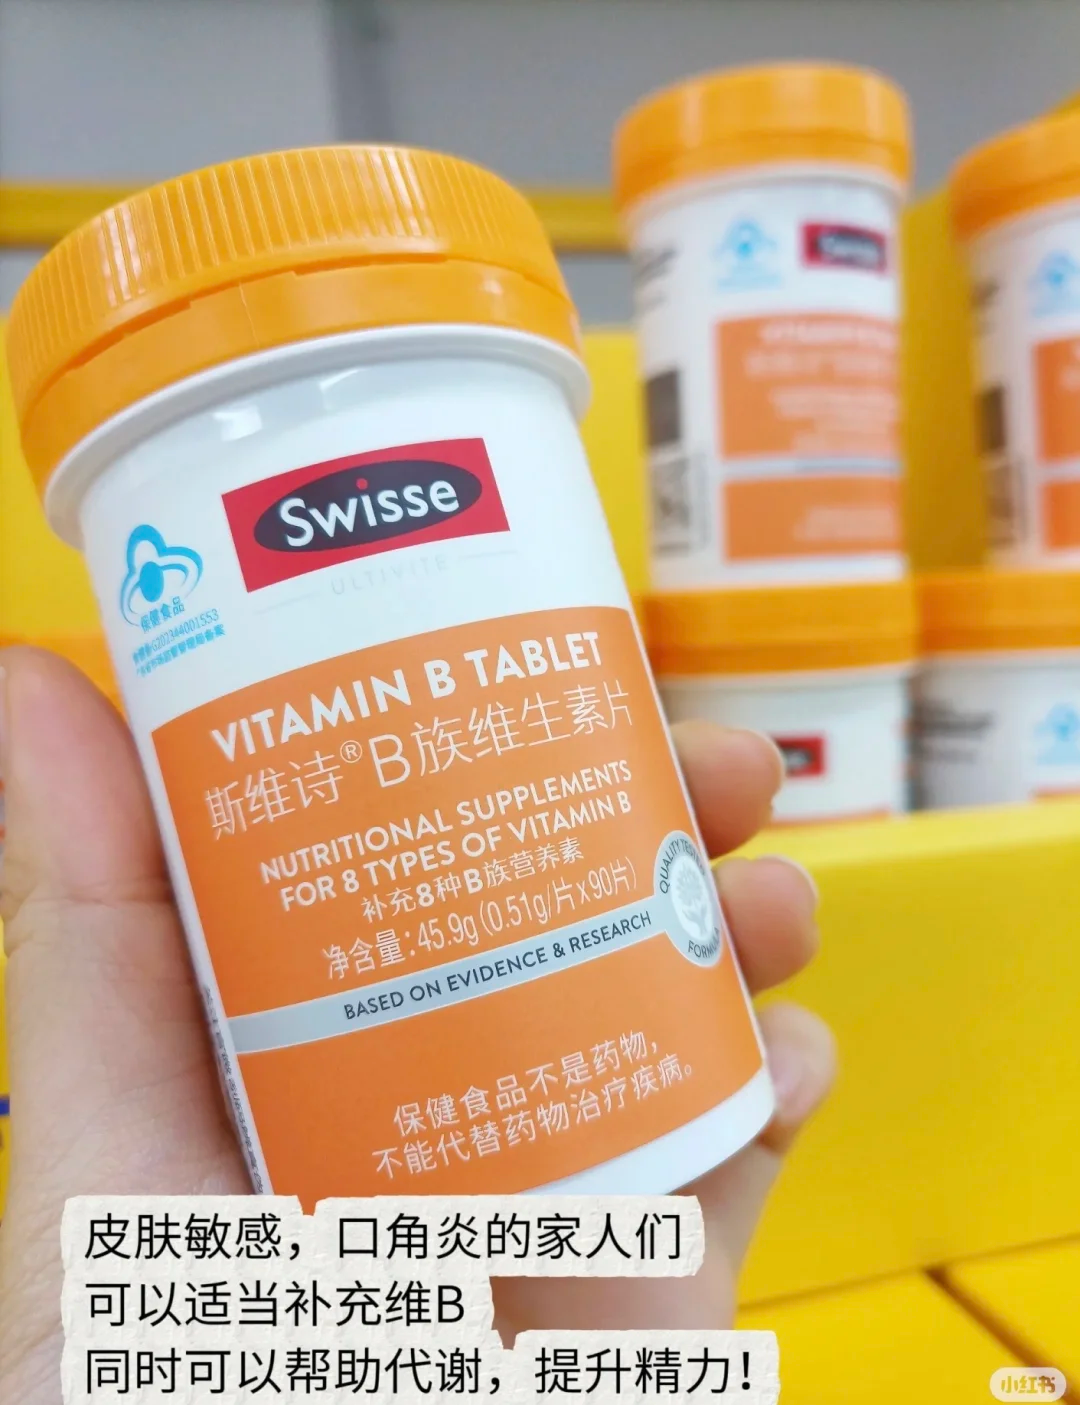 Swisse
ULTIVITE
保健食品
VITAMIN B TABLET
斯维诗®B族维生素片
NUTRITIONAL SUPPLEMENTS
FOR 8 TYPES OF VITAMIN B
补充8种B族营养素
净含量:45.9g(0.51g/片x90片)
QUALITY TESTED
FORMULA
BASED ON EVIDENCE & RESEARCH
保健食品不是药物,
不能代替药物治疗疾病。
Swisse
皮肤敏感，口角炎的家人们
可以适当补充维B
同时可以帮助代谢，提升精力！
小红书